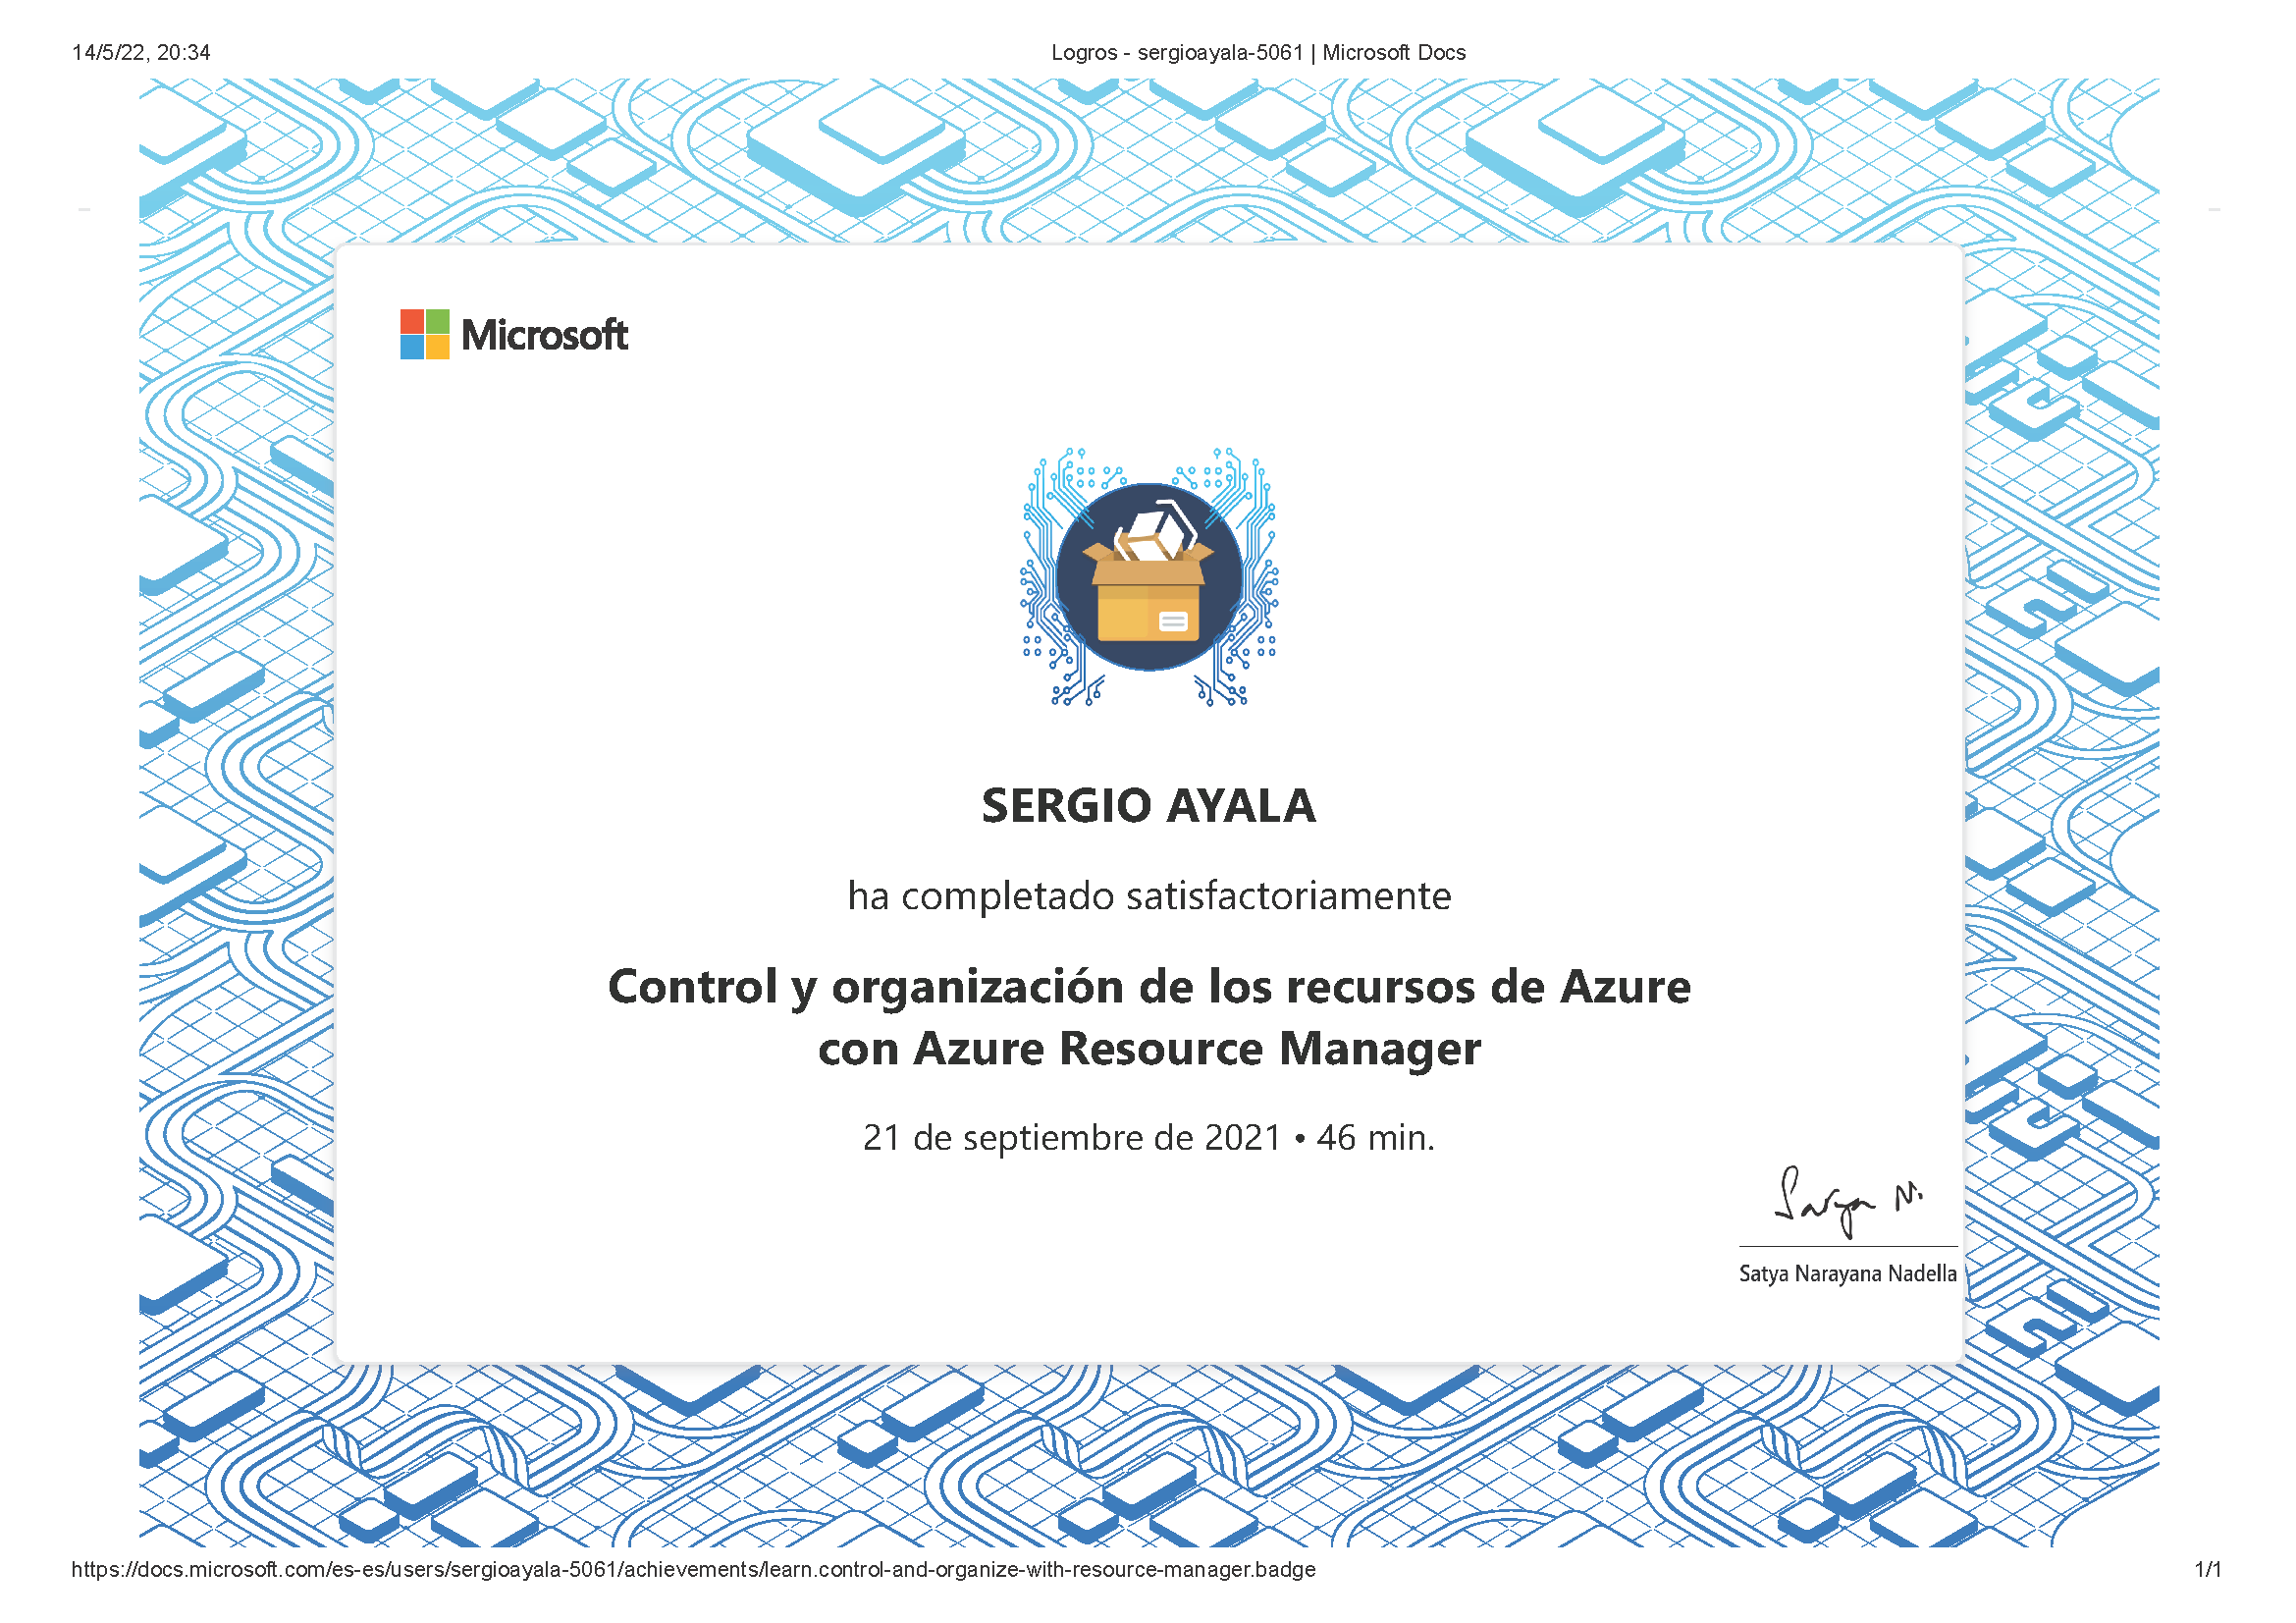 14/5/22, 20:34
Logros - sergioayala-5061 | Microsoft Docs
Microsoft
SERGIO AYALA
ha completado satisfactoriamente
Control y organización de los recursos de Azure
con Azure Resource Manager
21 de septiembre de 2021 • 46 min.
Satya N.
Satya Narayana Nadella
https://docs.microsoft.com/es-es/users/sergioayala-5061/achievements/learn.control-and-organize-with-resource-manager.badge
1/1